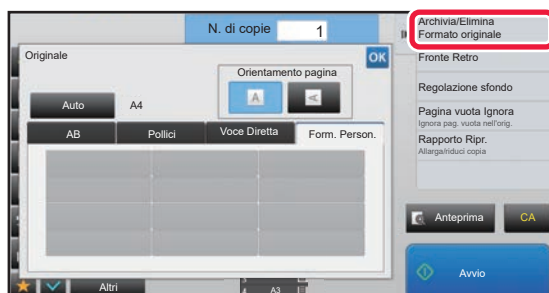 N. di copie 1
Originale
OK
Orientamento pagina
A A
Auto A4
AB Pollici Voce Diretta Form. Person.
Altri
A3
Archivia/Elimina
Formato originale
Fronte Retro
Regolazione sfondo
Pagina vuota Ignora
Ignora pag. vuota nell'orig.
Rapporto Ripr.
Allarga/riduci copia
Anteprima CA
Avvio